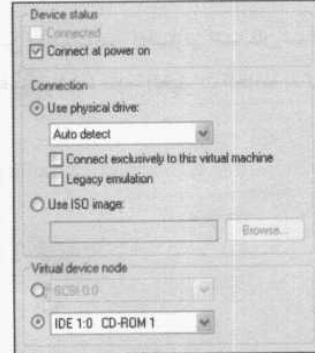 Device status
Connected
Connect at power on
Connection
Use physical drive:
Auto detect
Connect exclusively to this virtual machine
Legacy emulation
Use ISO image:
Browse...
Virtual device node
SCSI 0:0
IDE 1:0 CD-ROM 1